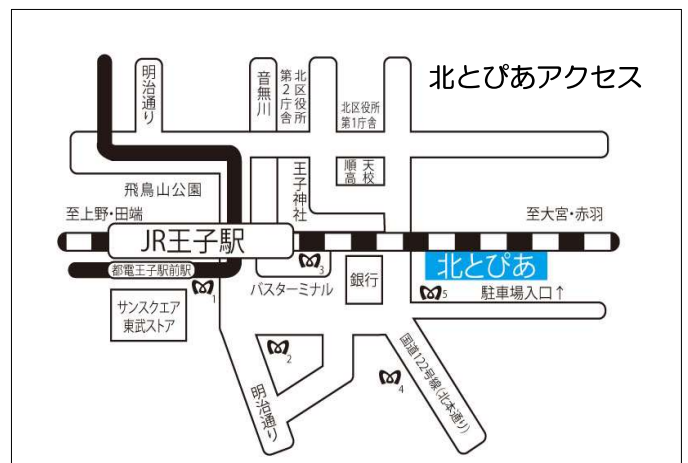 北とぴあアクセス
明治通り
音無川
北区役所
第2庁舎
北区役所
第1庁舎
王子神社
順天
高校
飛鳥山公園
至上野・田端
至大宮・赤羽
JR王子駅
都電王子駅前駅
北とぴあ
3
バスターミナル
銀行
5
駐車場入口↑
1
サンスクエア
東武ストア
2
4
国道122号線(北本通り)
明治通り